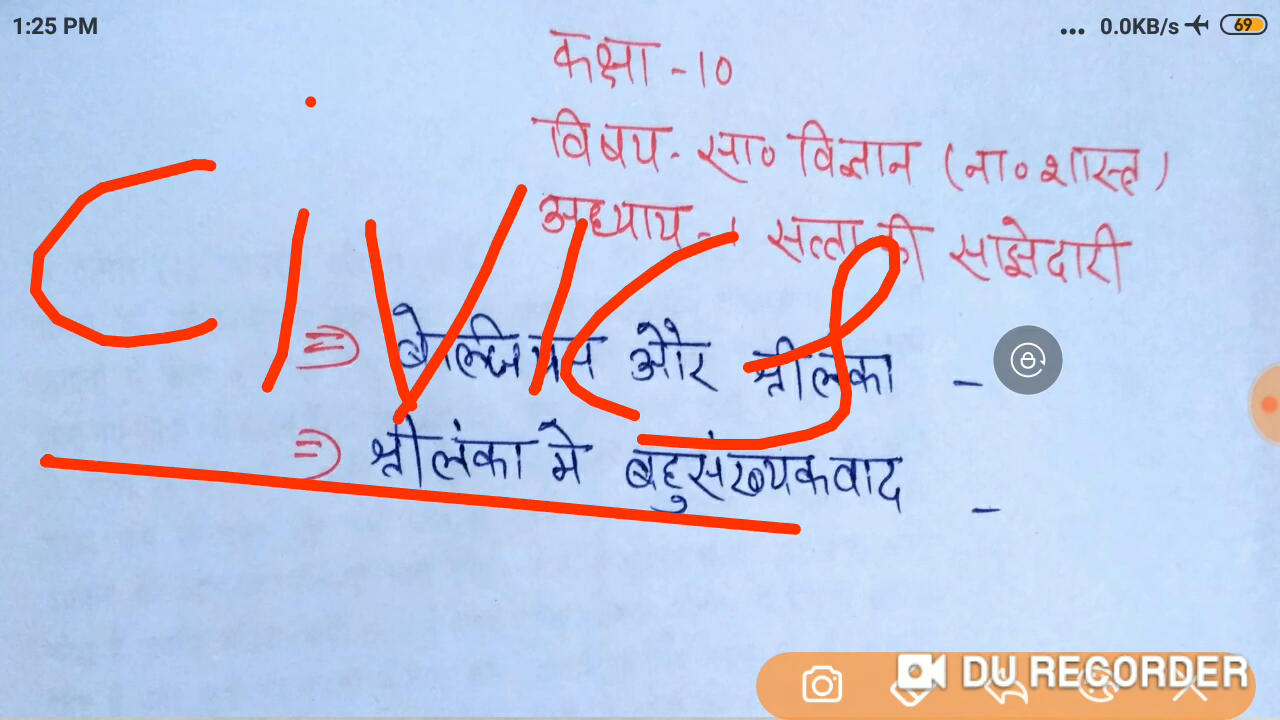 1:25 PM
... 0.0KB/s 69
कक्षा - 10
विषय - सा० विज्ञान (ना० शास्त्र)
अध्याय - 1 सत्ता की साझेदारी
CIVICS
⇒ बेल्जियम और श्रीलंका -
⇒ श्रीलंका मे बहुसंख्यकवाद -
DU RECORDER